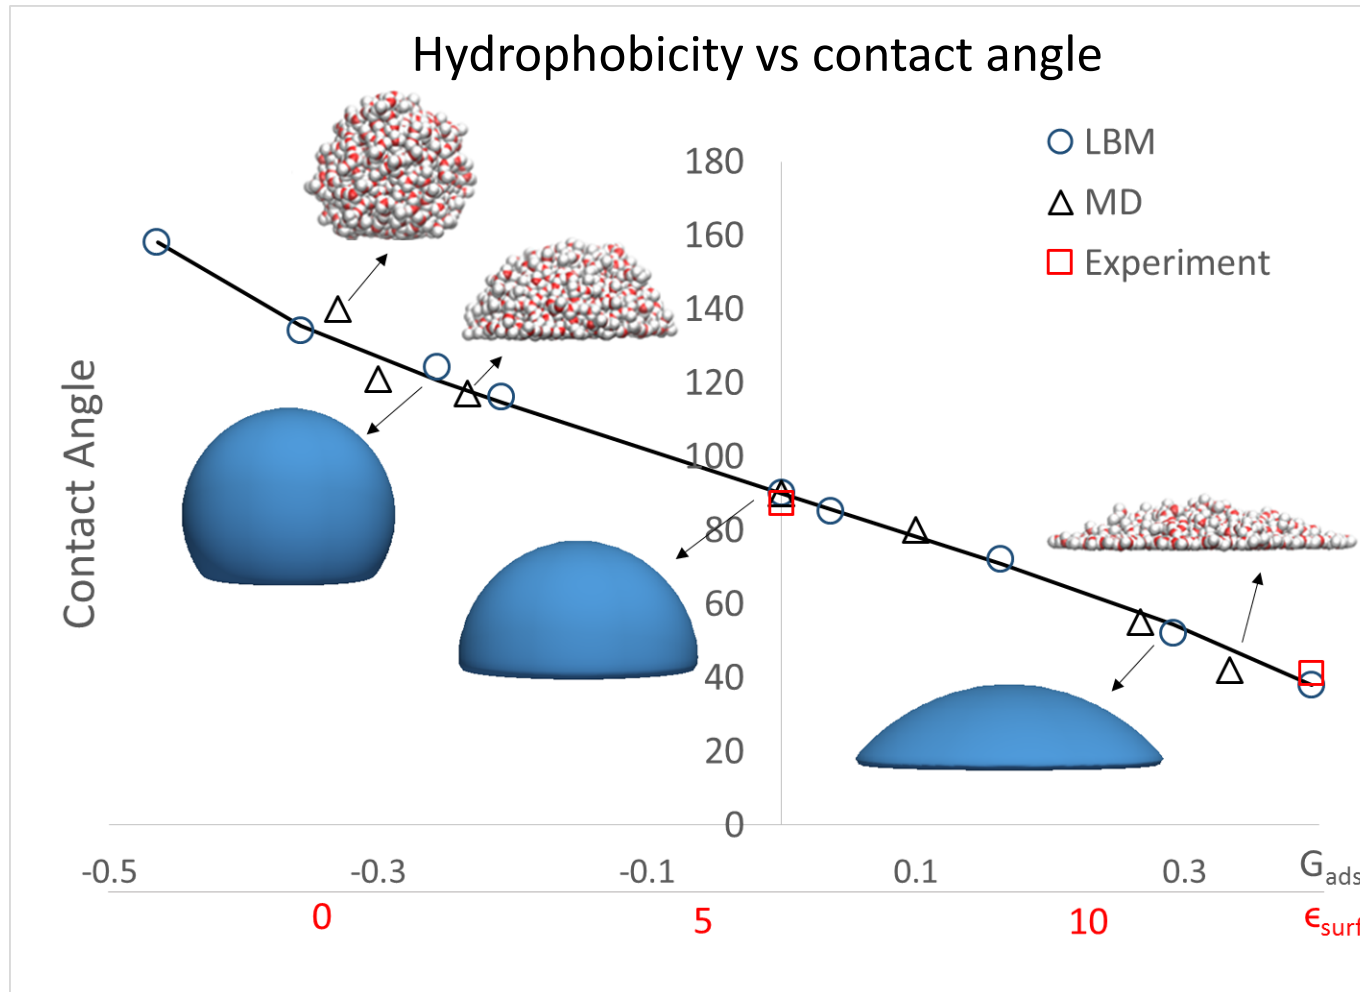 Hydrophobicity vs contact angle
LBM
MD
Experiment
180
160
140
120
100
80
60
40
20
0
Contact Angle
-0.5 -0.3 -0.1 0.1 0.3 Gads
0 5 10 ϵsurf